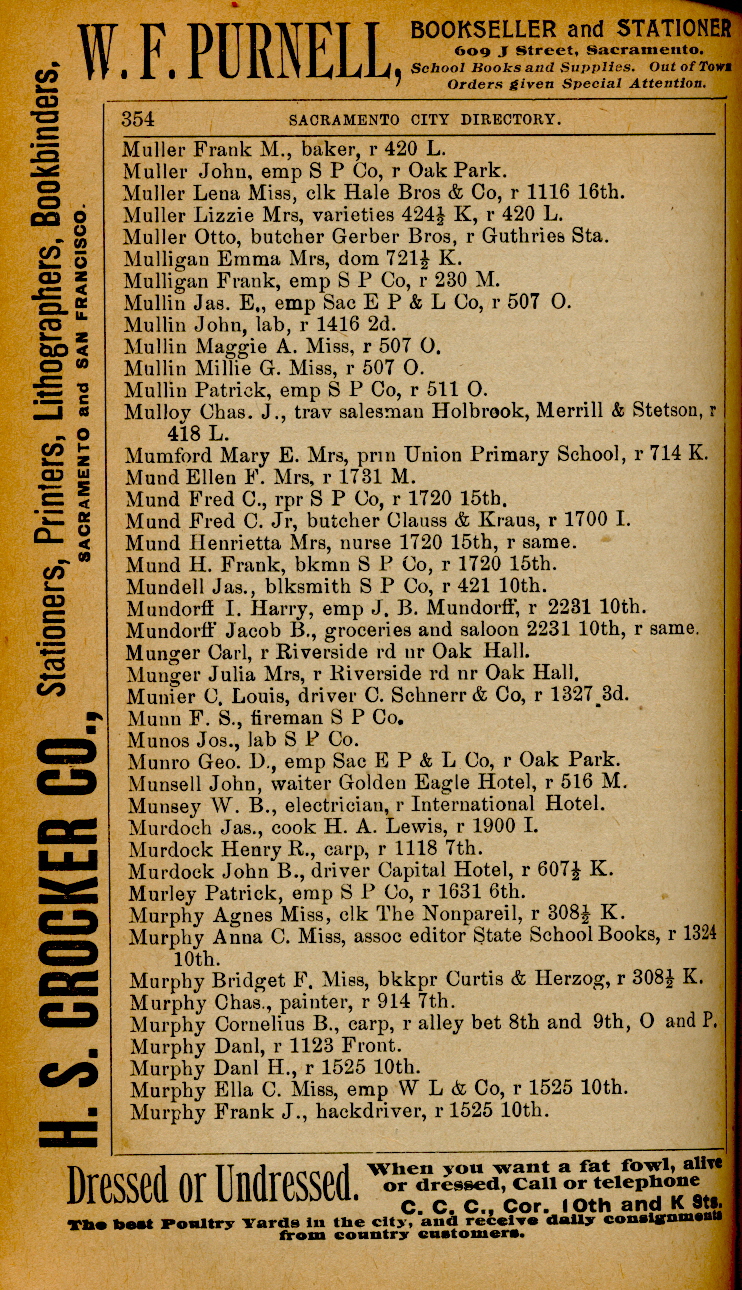 W. F. PURNELL,
BOOKSELLER and STATIONER
609 J Street, Sacramento.
School Books and Supplies. Out of Town
Orders given Special Attention.
H. S. CROCKER CO., Stationers, Printers, Lithographers, Bookbinders,
SACRAMENTO and SAN FRANCISCO.
354 SACRAMENTO CITY DIRECTORY.
Muller Frank M., baker, r 420 L.
Muller John, emp S P Co, r Oak Park.
Muller Lena Miss, clk Hale Bros & Co, r 1116 16th.
Muller Lizzie Mrs, varieties 424½ K, r 420 L.
Muller Otto, butcher Gerber Bros, r Guthries Sta.
Mulligan Emma Mrs, dom 721½ K.
Mulligan Frank, emp S P Co, r 230 M.
Mullin Jas. E., emp Sac E P & L Co, r 507 O.
Mullin John, lab, r 1416 2d.
Mullin Maggie A. Miss, r 507 O.
Mullin Millie G. Miss, r 507 O.
Mullin Patrick, emp S P Co, r 511 O.
Mulloy Chas. J., trav salesman Holbrook, Merrill & Stetson, r
418 L.
Mumford Mary E. Mrs, prin Union Primary School, r 714 K.
Mund Ellen F. Mrs, r 1731 M.
Mund Fred C., rpr S P Co, r 1720 15th.
Mund Fred C. Jr, butcher Clauss & Kraus, r 1700 I.
Mund Henrietta Mrs, nurse 1720 15th, r same.
Mund H. Frank, bkmn S P Co, r 1720 15th.
Mundell Jas., blksmith S P Co, r 421 10th.
Mundorff I. Harry, emp J. B. Mundorff, r 2231 10th.
Mundorff Jacob B., groceries and saloon 2231 10th, r same.
Munger Carl, r Riverside rd nr Oak Hall.
Munger Julia Mrs, r Riverside rd nr Oak Hall.
Munier C. Louis, driver C. Schnerr & Co, r 1327 3d.
Munn F. S., fireman S P Co.
Munos Jos., lab S P Co.
Munro Geo. D., emp Sac E P & L Co, r Oak Park.
Munsell John, waiter Golden Eagle Hotel, r 516 M.
Munsey W. B., electrician, r International Hotel.
Murdoch Jas., cook H. A. Lewis, r 1900 I.
Murdock Henry R., carp, r 1118 7th.
Murdock John B., driver Capital Hotel, r 607½ K.
Murley Patrick, emp S P Co, r 1631 6th.
Murphy Agnes Miss, clk The Nonpareil, r 308½ K.
Murphy Anna C. Miss, assoc editor State School Books, r 1324
10th.
Murphy Bridget F. Miss, bkkpr Curtis & Herzog, r 308½ K.
Murphy Chas., painter, r 914 7th.
Murphy Cornelius B., carp, r alley bet 8th and 9th, O and P.
Murphy Danl, r 1123 Front.
Murphy Danl H., r 1525 10th.
Murphy Ella C. Miss, emp W L & Co, r 1525 10th.
Murphy Frank J., hackdriver, r 1525 10th.
Dressed or Undressed. When you want a fat fowl, alive
or dressed, Call or telephone
C. C. C., Cor. 10th and K Sts.
The best Poultry Yards in the city, and receive daily consignments
from country customers.